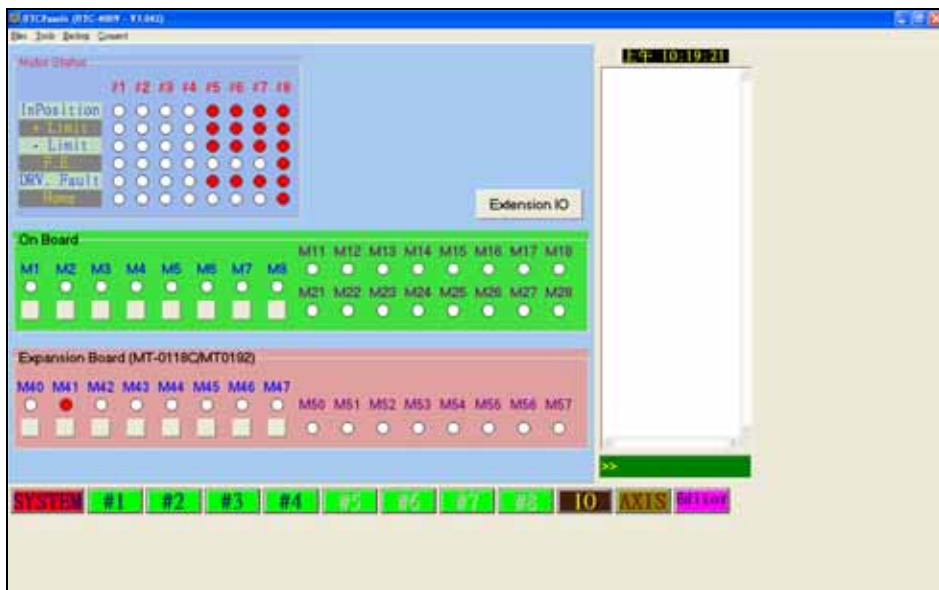 Tools Setting Convert
上午 10:19:21
Motor Status
#1 #2 #3 #4 #5 #6 #7 #8
InPosition
+ Limit
- Limit
DRV. Fault
Home
Extension IO
On Board
M11 M12 M13 M14 M15 M16 M17 M18
M1 M2 M3 M4 M5 M6 M7 M8
M21 M22 M23 M24 M25 M26 M27 M28
Expansion Board (MT-0118C/MT0192)
M40 M41 M42 M43 M44 M45 M46 M47
M50 M51 M52 M53 M54 M55 M56 M57
>>
SYSTEM #1 #2 #3 #4 #5 #6 #7 #8 IO AXIS Editor